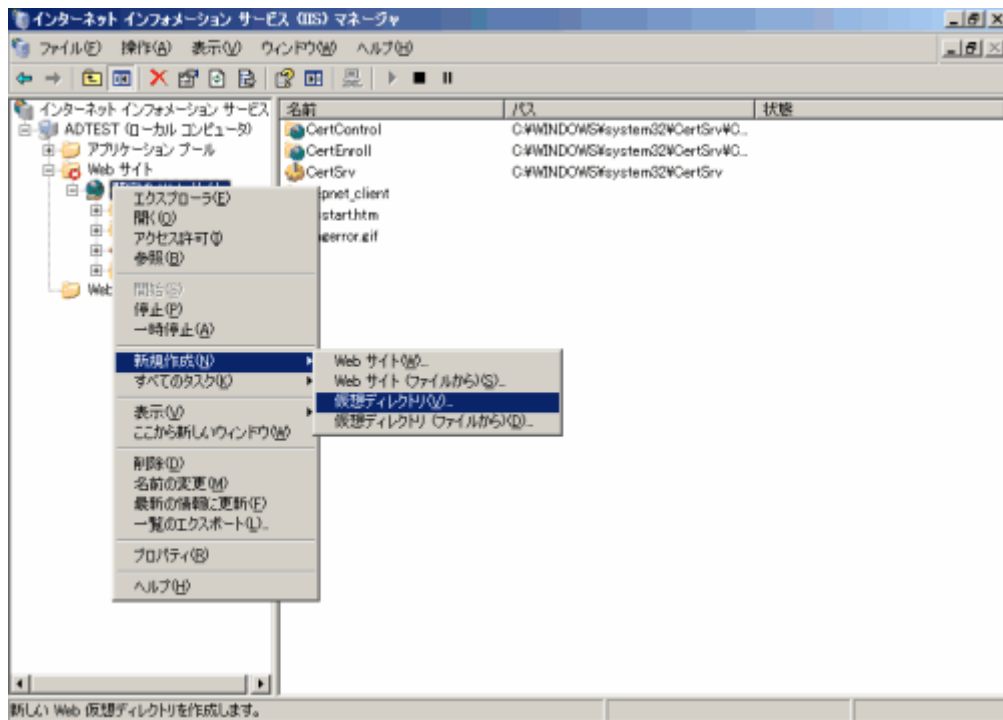 インターネット インフォメーション サービス (IIS) マネージャ
ファイル(F) 操作(A) 表示(V) ウィンドウ(W) ヘルプ(H)
インターネット インフォメーション サービス
ADTEST (ローカル コンピュータ)
アプリケーション プール
Web サイト
Web
名前 パス 状態
CertControl C:¥WINDOWS¥system32¥CertSrv¥C...
CertEnroll C:¥WINDOWS¥system32¥CertSrv¥C...
CertSrv C:¥WINDOWS¥system32¥CertSrv
pnet_client
start.htm
gerror.gif
エクスプローラ(E)
開く(O)
アクセス許可(I)
参照(B)
開始(S)
停止(P)
一時停止(A)
新規作成(N)
すべてのタスク(K)
表示(V)
ここから新しいウィンドウ(W)
削除(D)
名前の変更(M)
最新の情報に更新(F)
一覧のエクスポート(L)...
プロパティ(R)
ヘルプ(H)
Web サイト(W)...
Web サイト (ファイルから)(S)...
仮想ディレクトリ(V)...
仮想ディレクトリ (ファイルから)(D)...
新しい Web 仮想ディレクトリを作成します。